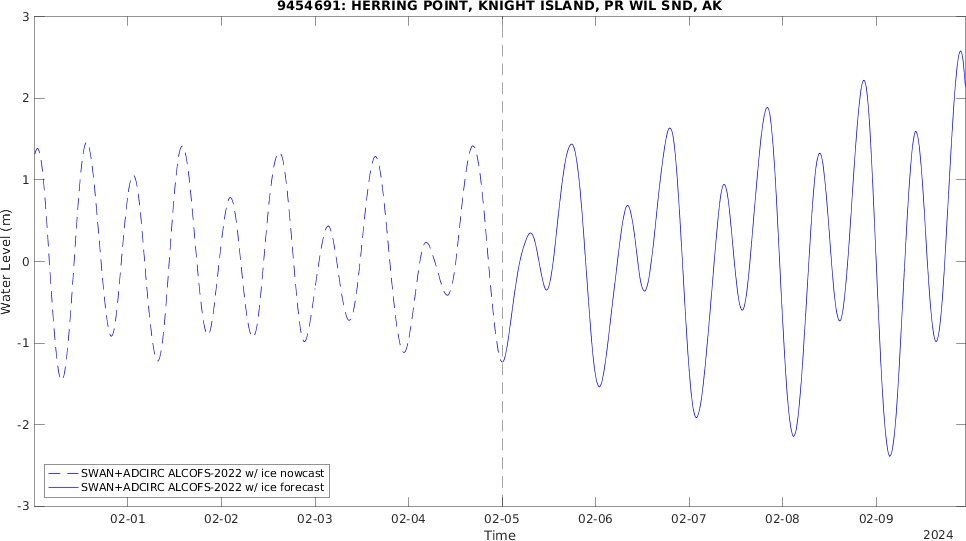 9454691: HERRING POINT, KNIGHT ISLAND, PR WIL SND, AK
3
2
1
0
-1
-2
-3
Water Level (m)
SWAN+ADCIRC ALCOFS-2022 w/ ice nowcast
SWAN+ADCIRC ALCOFS-2022 w/ ice forecast
02-01 02-02 02-03 02-04 02-05 02-06 02-07 02-08 02-09
Time
2024